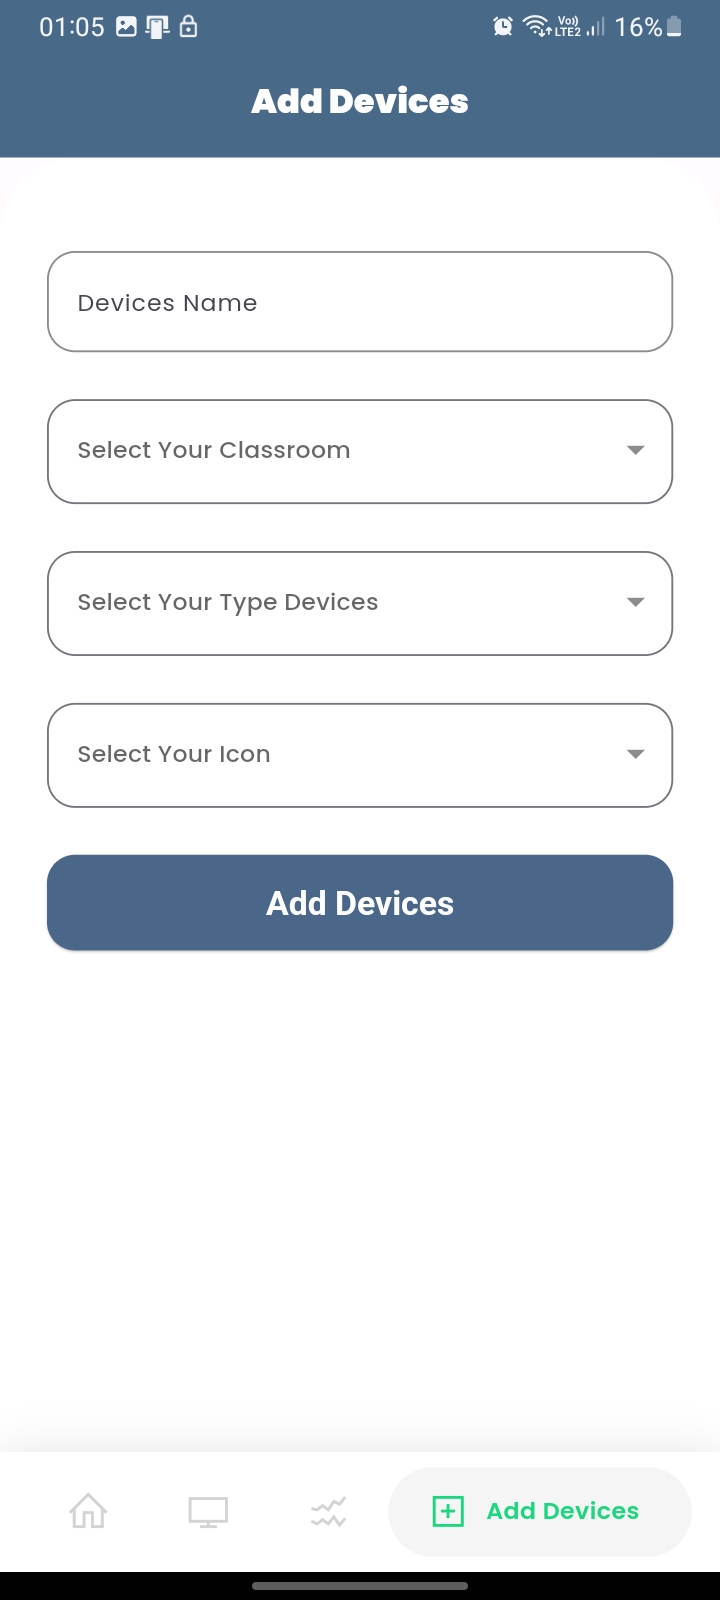 01:05 Vo)) LTE2 16%
Add Devices
Devices Name
Select Your Classroom
Select Your Type Devices
Select Your Icon
Add Devices
Add Devices